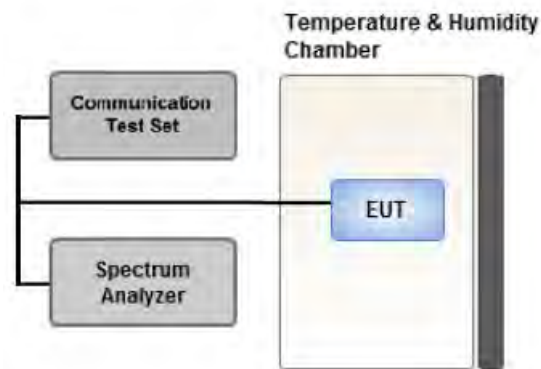 Temperature & Humidity
Chamber
Communication
Test Set
EUT
Spectrum
Analyzer